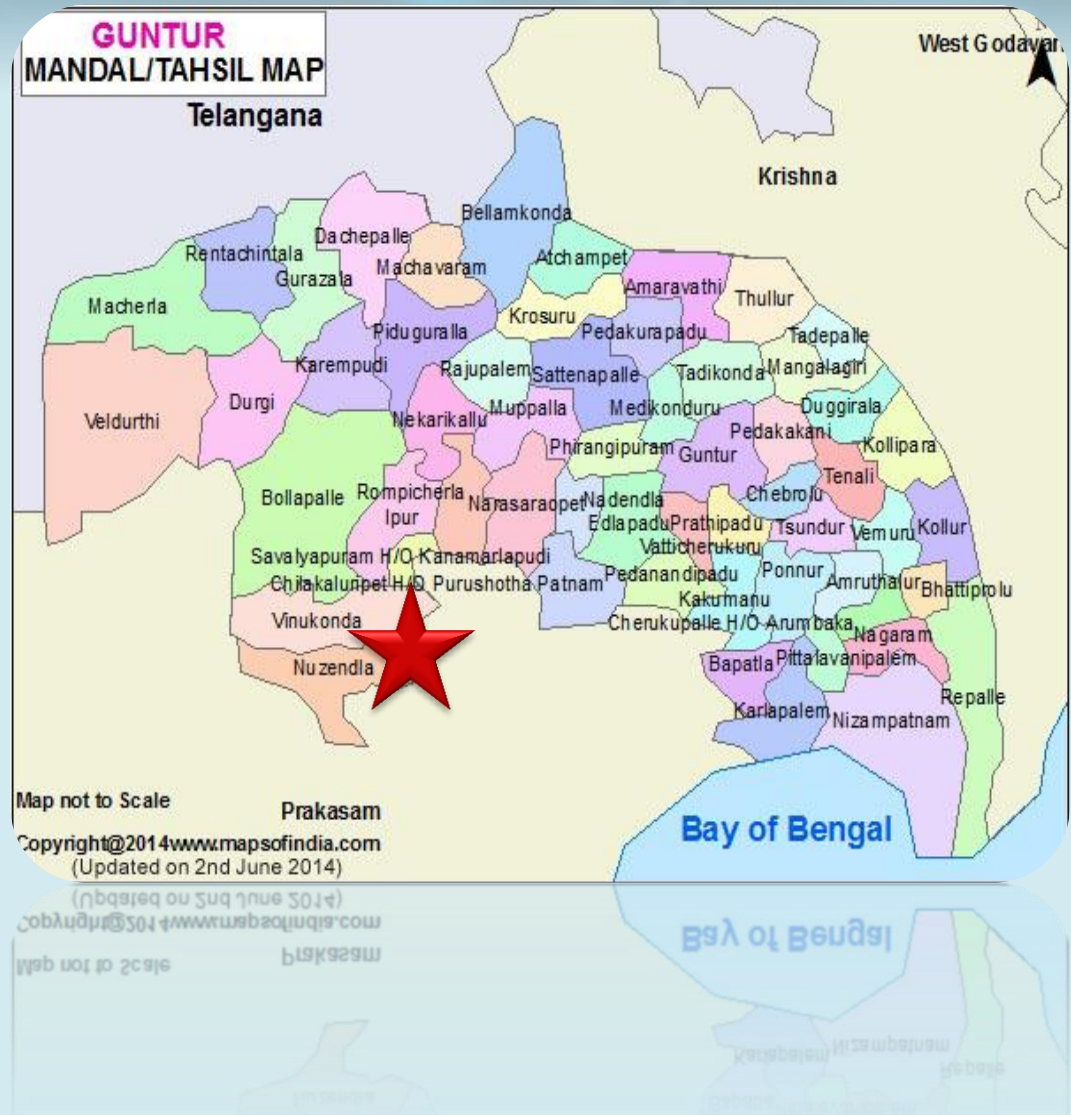 GUNTUR
MANDAL/TAHSIL MAP
Telangana
West Godavari
Krishna
Bellamkonda
Dachepalle
Rentachintala
Atchampet
Machavaram
Gurazala
Amaravathi
Thullur
Macherla
Krosuru
Piduguralla
Pedakurapadu
Tadepalle
Karempudi
Rajupalem
Sattenapalle
Tadikonda
Mangalagiri
Durgi
Muppalla
Medikonduru
Duggirala
Veldurthi
Nekarikallu
Pedakakani
Phirangipuram
Guntur
Kollipara
Tenali
Bollapalle
Rompicherla
Chebrolu
Narasaraopet
Nadendla
Ipur
Edlapadu
Prathipadu
Tsundur
Vemuru
Kollur
Vatticherukuru
Savalyapuram H/O Kanamarlapudi
Chilakaluripet H/O Purushotha Patnam
Pedanandipadu
Ponnur
Amruthalur
Bhattiprolu
Kakumanu
Vinukonda
Cherukupalle H/O Arumbaka
Nagaram
Nuzendla
Bapatla
Pittalavanipalem
Repalle
Karlapalem
Nizampatnam
Map not to Scale
Prakasam
Bay of Bengal
Copyright@2014www.mapsofindia.com
(Updated on 2nd June 2014)